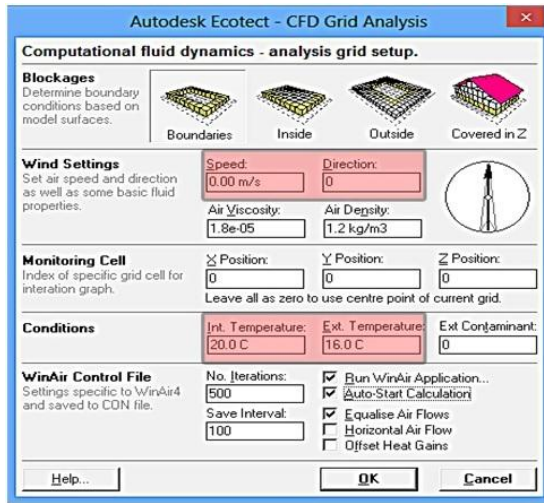 Autodesk Ecotect - CFD Grid Analysis
Computational fluid dynamics - analysis grid setup.
Blockages
Determine boundary
conditions based on
model surfaces.
Boundaries Inside Outside Covered in Z
Wind Settings
Set air speed and direction
as well as some basic fluid
properties.
Speed: Direction:
0.00 m/s 0
Air Viscosity: Air Density:
1.8e-05 1.2 kg/m3
Monitoring Cell
Index of specific grid cell for
interation graph.
X Position: Y Position: Z Position:
0 0 0
Leave all as zero to use centre point of current grid.
Conditions
Int. Temperature: Ext. Temperature: Ext Contaminant:
20.0 C 16.0 C 0
WinAir Control File
Settings specific to WinAir4
and saved to CON file.
No. Iterations:
500
Save Interval:
100
Run WinAir Application...
Auto-Start Calculation
Equalise Air Flows
Horizontal Air Flow
Offset Heat Gains
Help... OK Cancel